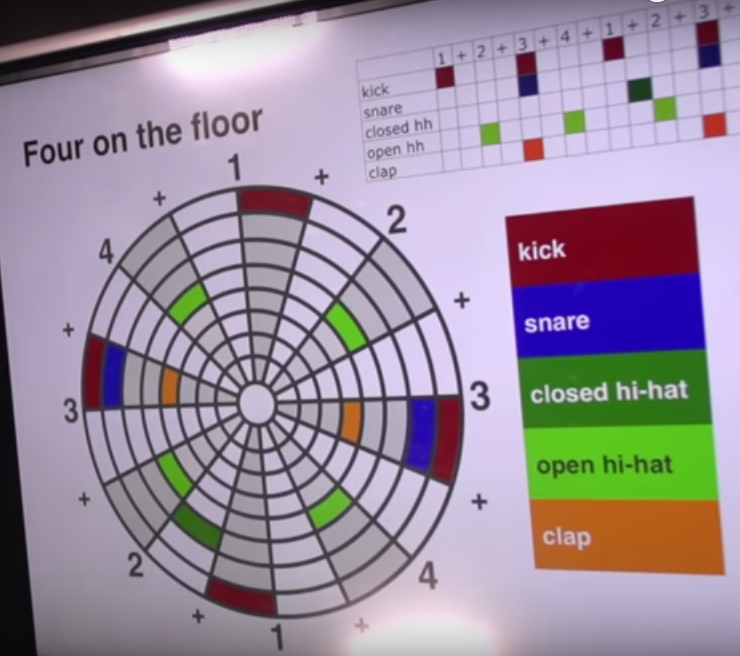 1 + 2 + 3 + 4 + 1 + 2 + 3 +
kick
snare
closed hh
open hh
clap
Four on the floor
1
+
+
2
4
+
+
3
3
+
+
2
4
+
+
1
kick
snare
closed hi-hat
open hi-hat
clap